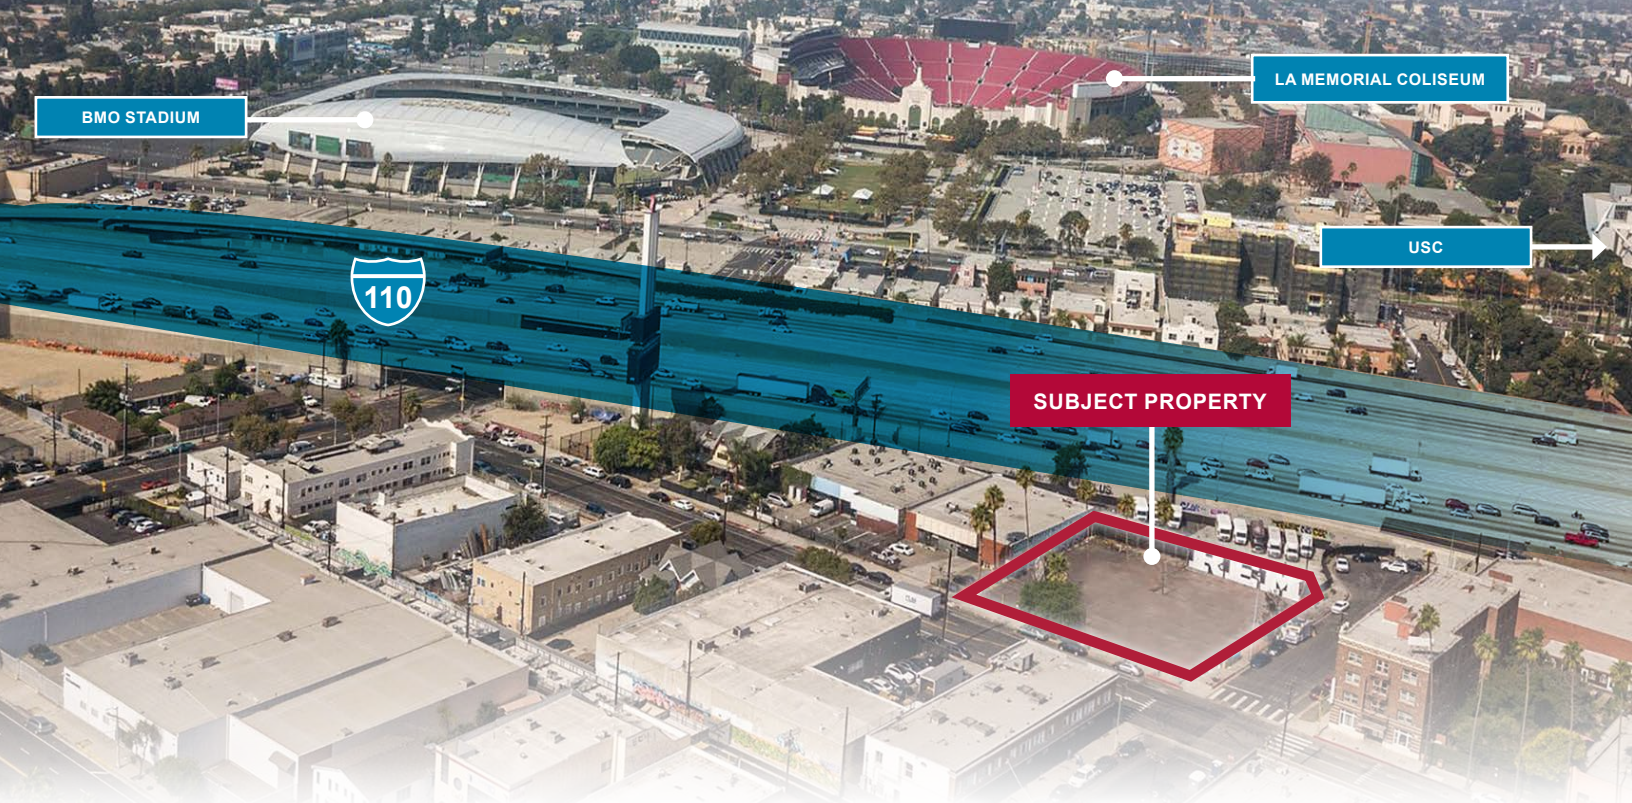 LA MEMORIAL COLISEUM
BMO STADIUM
USC
110
SUBJECT PROPERTY